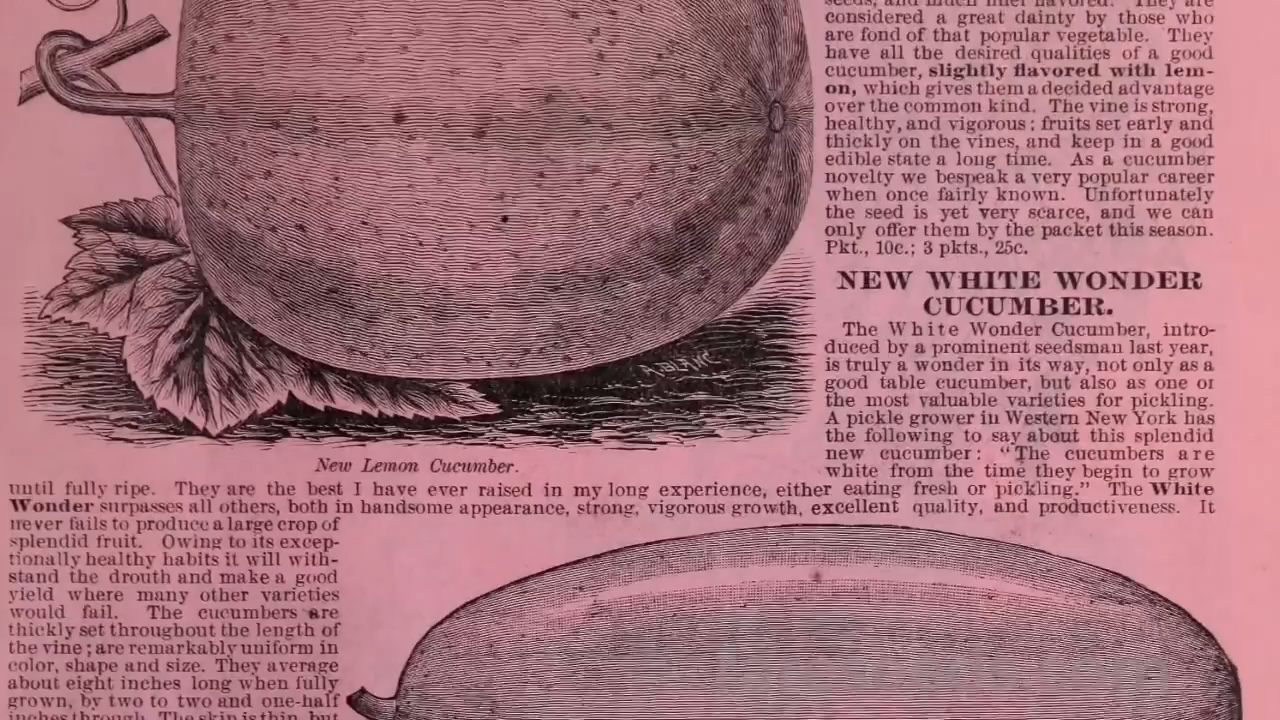 seeds, and much finer flavored. They are
considered a great dainty by those who
are fond of that popular vegetable. They
have all the desired qualities of a good
cucumber, slightly flavored with lem-
on, which gives them a decided advantage
over the common kind. The vine is strong,
healthy, and vigorous; fruits set early and
thickly on the vines, and keep in a good
edible state a long time. As a cucumber
novelty we bespeak a very popular career
when once fairly known. Unfortunately
the seed is yet very scarce, and we can
only offer them by the packet this season.
Pkt., 10c.; 3 pkts., 25c.
NEW WHITE WONDER
CUCUMBER.
The White Wonder Cucumber, intro-
duced by a prominent seedsman last year,
is truly a wonder in its way, not only as a
good table cucumber, but also as one or
the most valuable varieties for pickling.
A pickle grower in Western New York has
the following to say about this splendid
new cucumber: "The cucumbers are
white from the time they begin to grow
A. BLANC
New Lemon Cucumber.
until fully ripe. They are the best I have ever raised in my long experience, either eating fresh or pickling." The White
Wonder surpasses all others, both in handsome appearance, strong, vigorous growth, excellent quality, and productiveness. It
never fails to produce a large crop of
splendid fruit. Owing to its excep-
tionally healthy habits it will with-
stand the drouth and make a good
yield where many other varieties
would fail. The cucumbers are
thickly set throughout the length of
the vine; are remarkably uniform in
color, shape and size. They average
about eight inches long when fully
grown, by two to two and one-half
inches through. The skin is thin, but